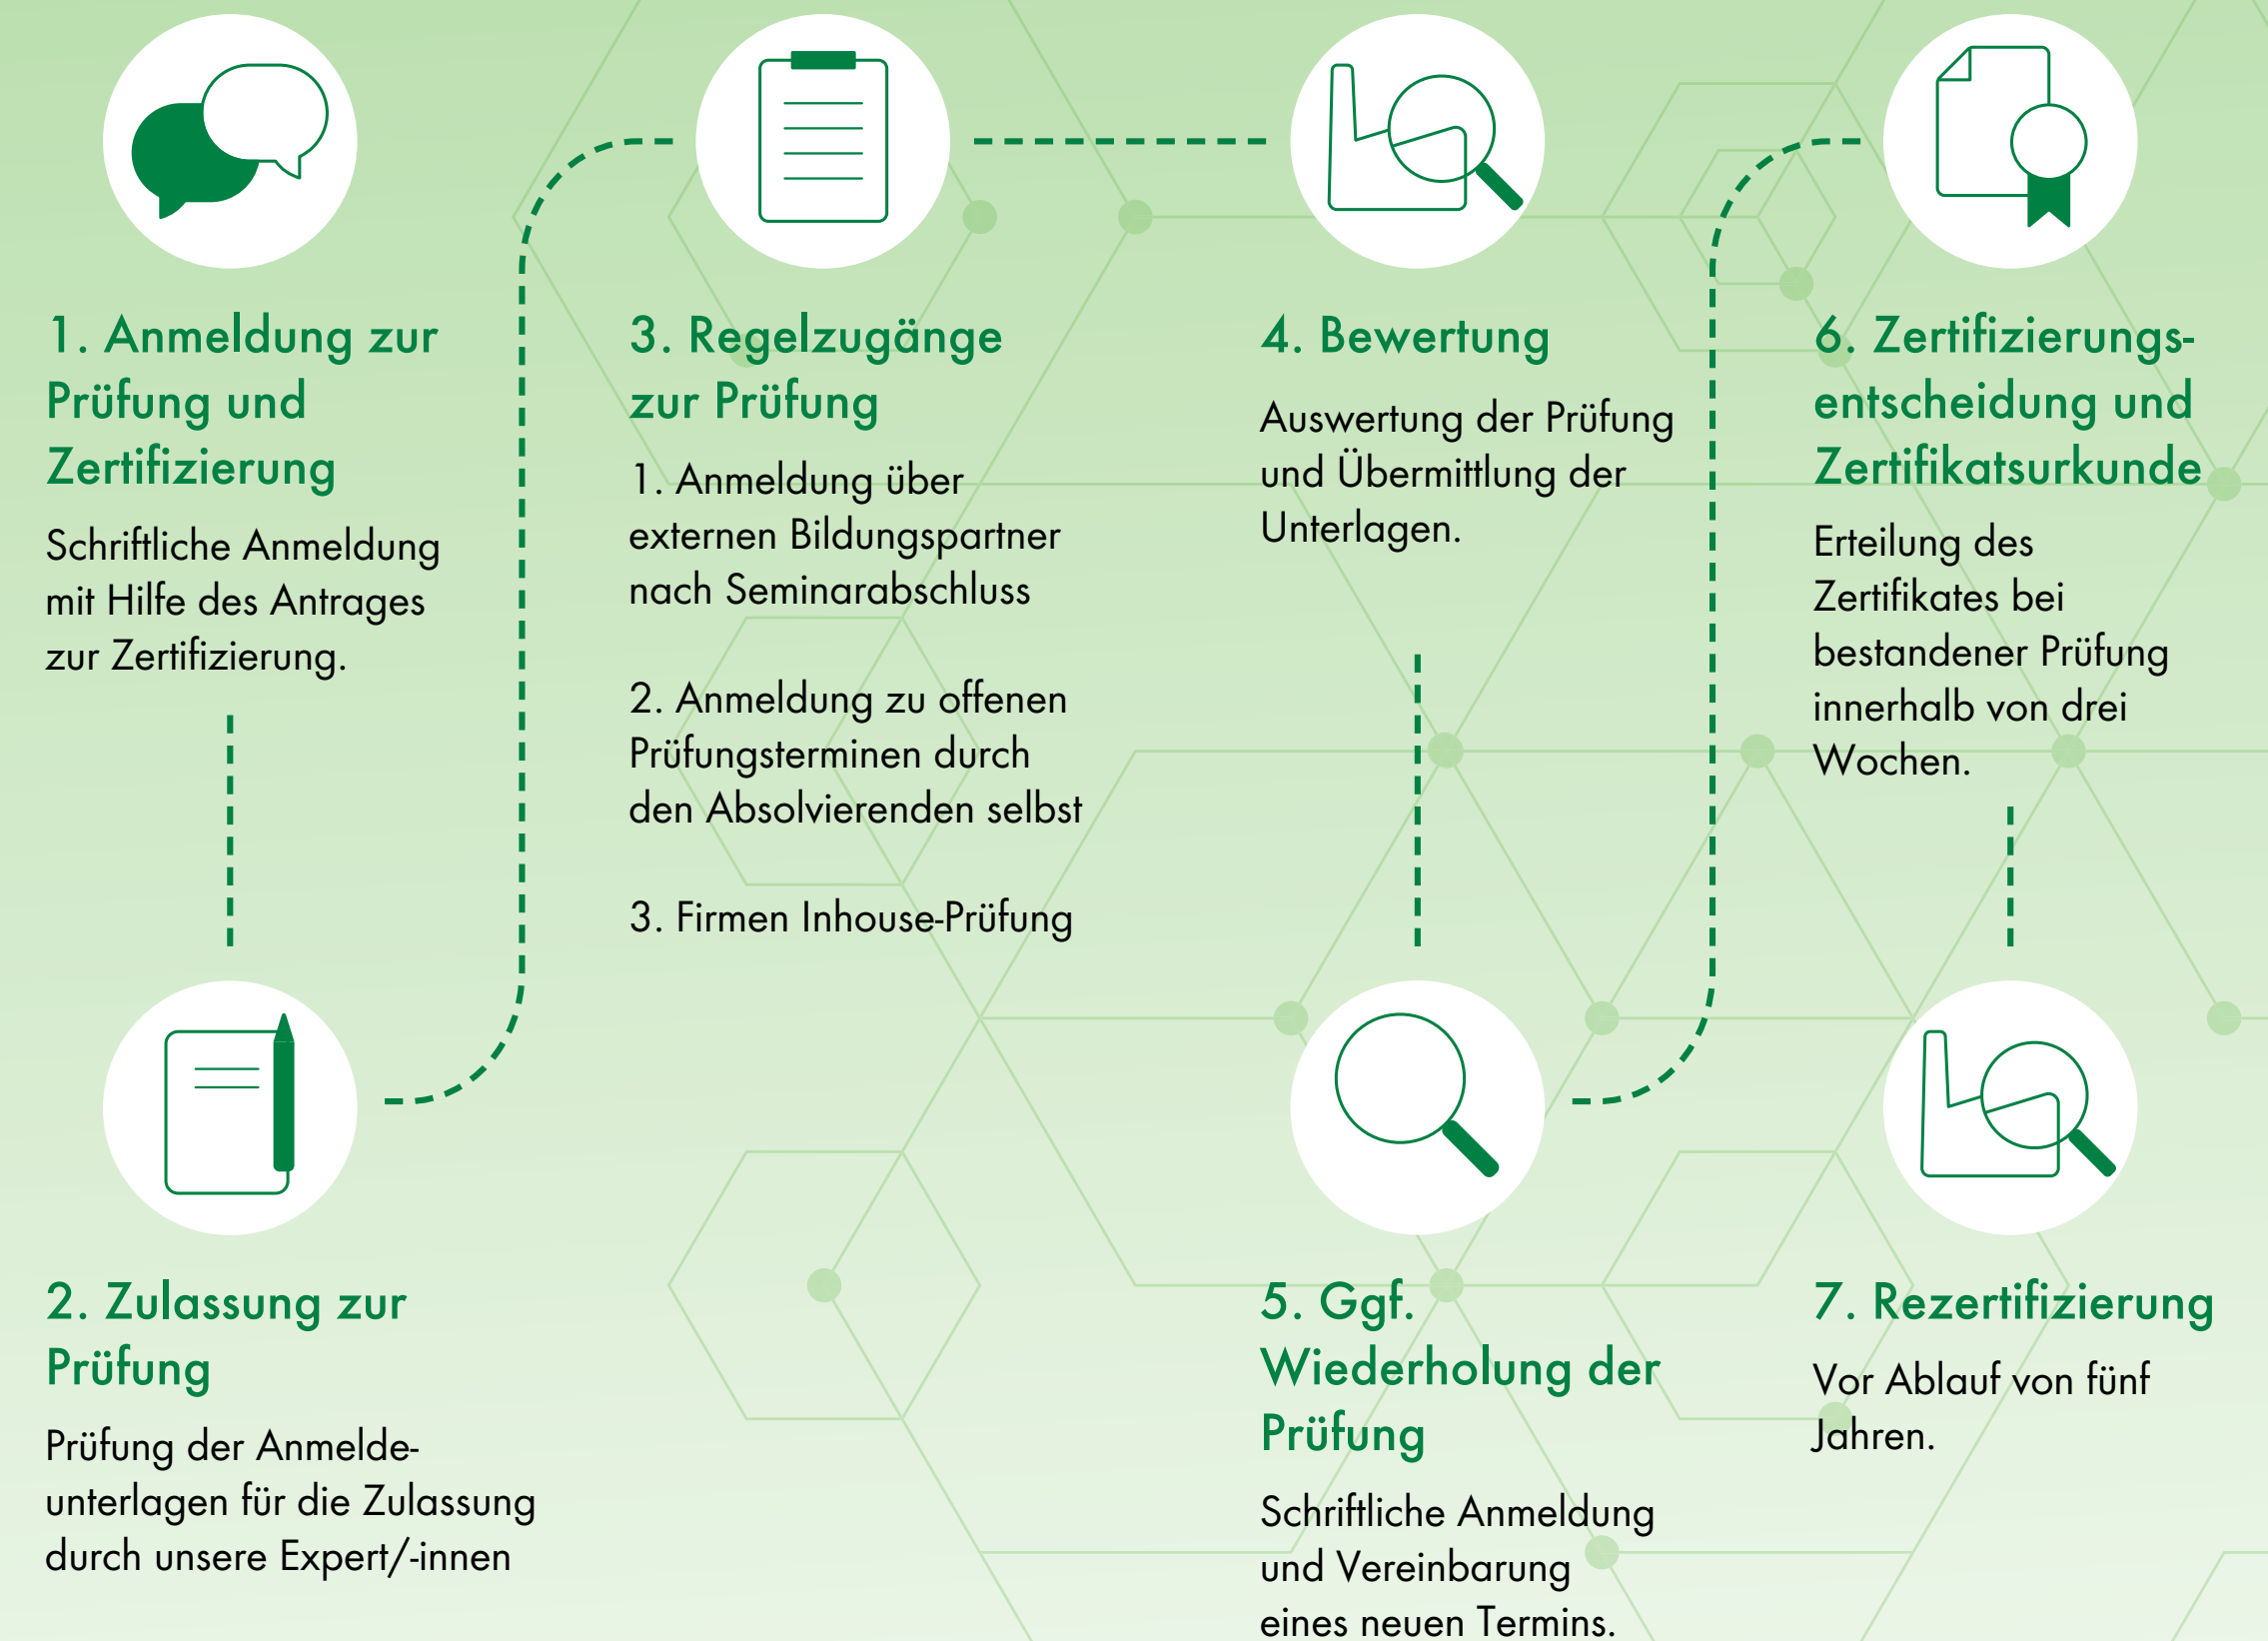 1. Anmeldung zur
Prüfung und
Zertifizierung
Schriftliche Anmeldung
mit Hilfe des Antrages
zur Zertifizierung.
2. Zulassung zur
Prüfung
Prüfung der Anmelde-
unterlagen für die Zulassung
durch unsere Expert/-innen
3. Regelzugänge
zur Prüfung
1. Anmeldung über
externen Bildungspartner
nach Seminarabschluss
2. Anmeldung zu offenen
Prüfungsterminen durch
den Absolvierenden selbst
3. Firmen Inhouse-Prüfung
4. Bewertung
Auswertung der Prüfung
und Übermittlung der
Unterlagen.
5. Ggf.
Wiederholung der
Prüfung
Schriftliche Anmeldung
und Vereinbarung
eines neuen Termins.
6. Zertifizierungs-
entscheidung und
Zertifikatsurkunde
Erteilung des
Zertifikates bei
bestandener Prüfung
innerhalb von drei
Wochen.
7. Rezertifizierung
Vor Ablauf von fünf
Jahren.